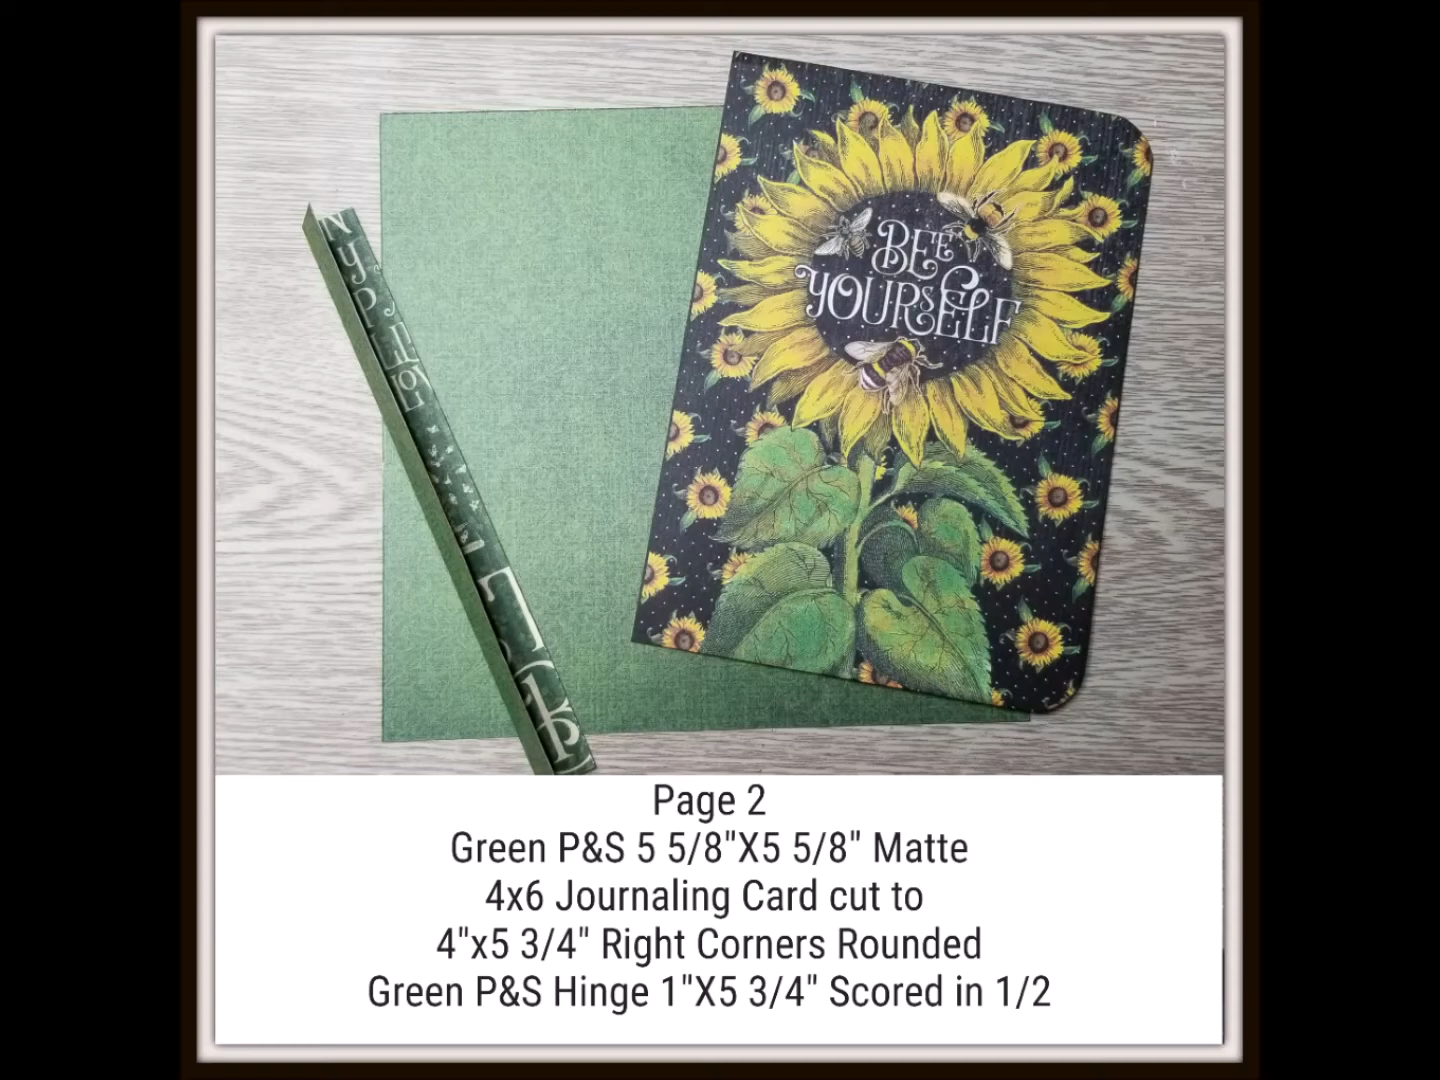 BEE
YOURSELF
Page 2
Green P&S 5 5/8"X5 5/8" Matte
4x6 Journaling Card cut to
4"x5 3/4" Right Corners Rounded
Green P&S Hinge 1"X5 3/4" Scored in 1/2